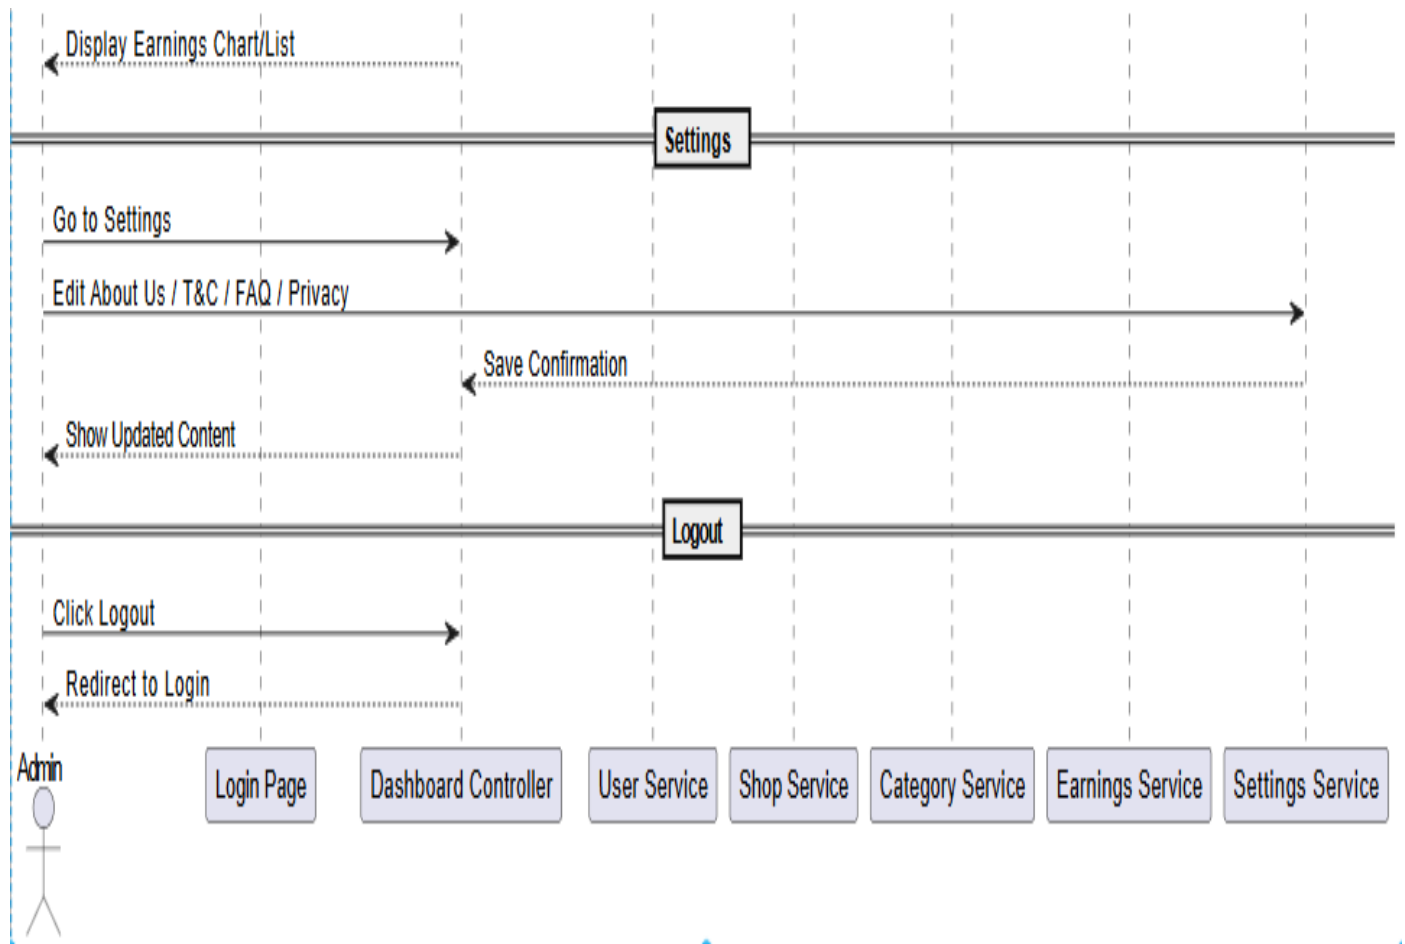 Display Earnings Chart/List
Settings
Go to Settings
Edit About Us / T&C / FAQ / Privacy
Save Confirmation
Show Updated Content
Logout
Click Logout
Redirect to Login
Admin
Login Page
Dashboard Controller
User Service
Shop Service
Category Service
Earnings Service
Settings Service